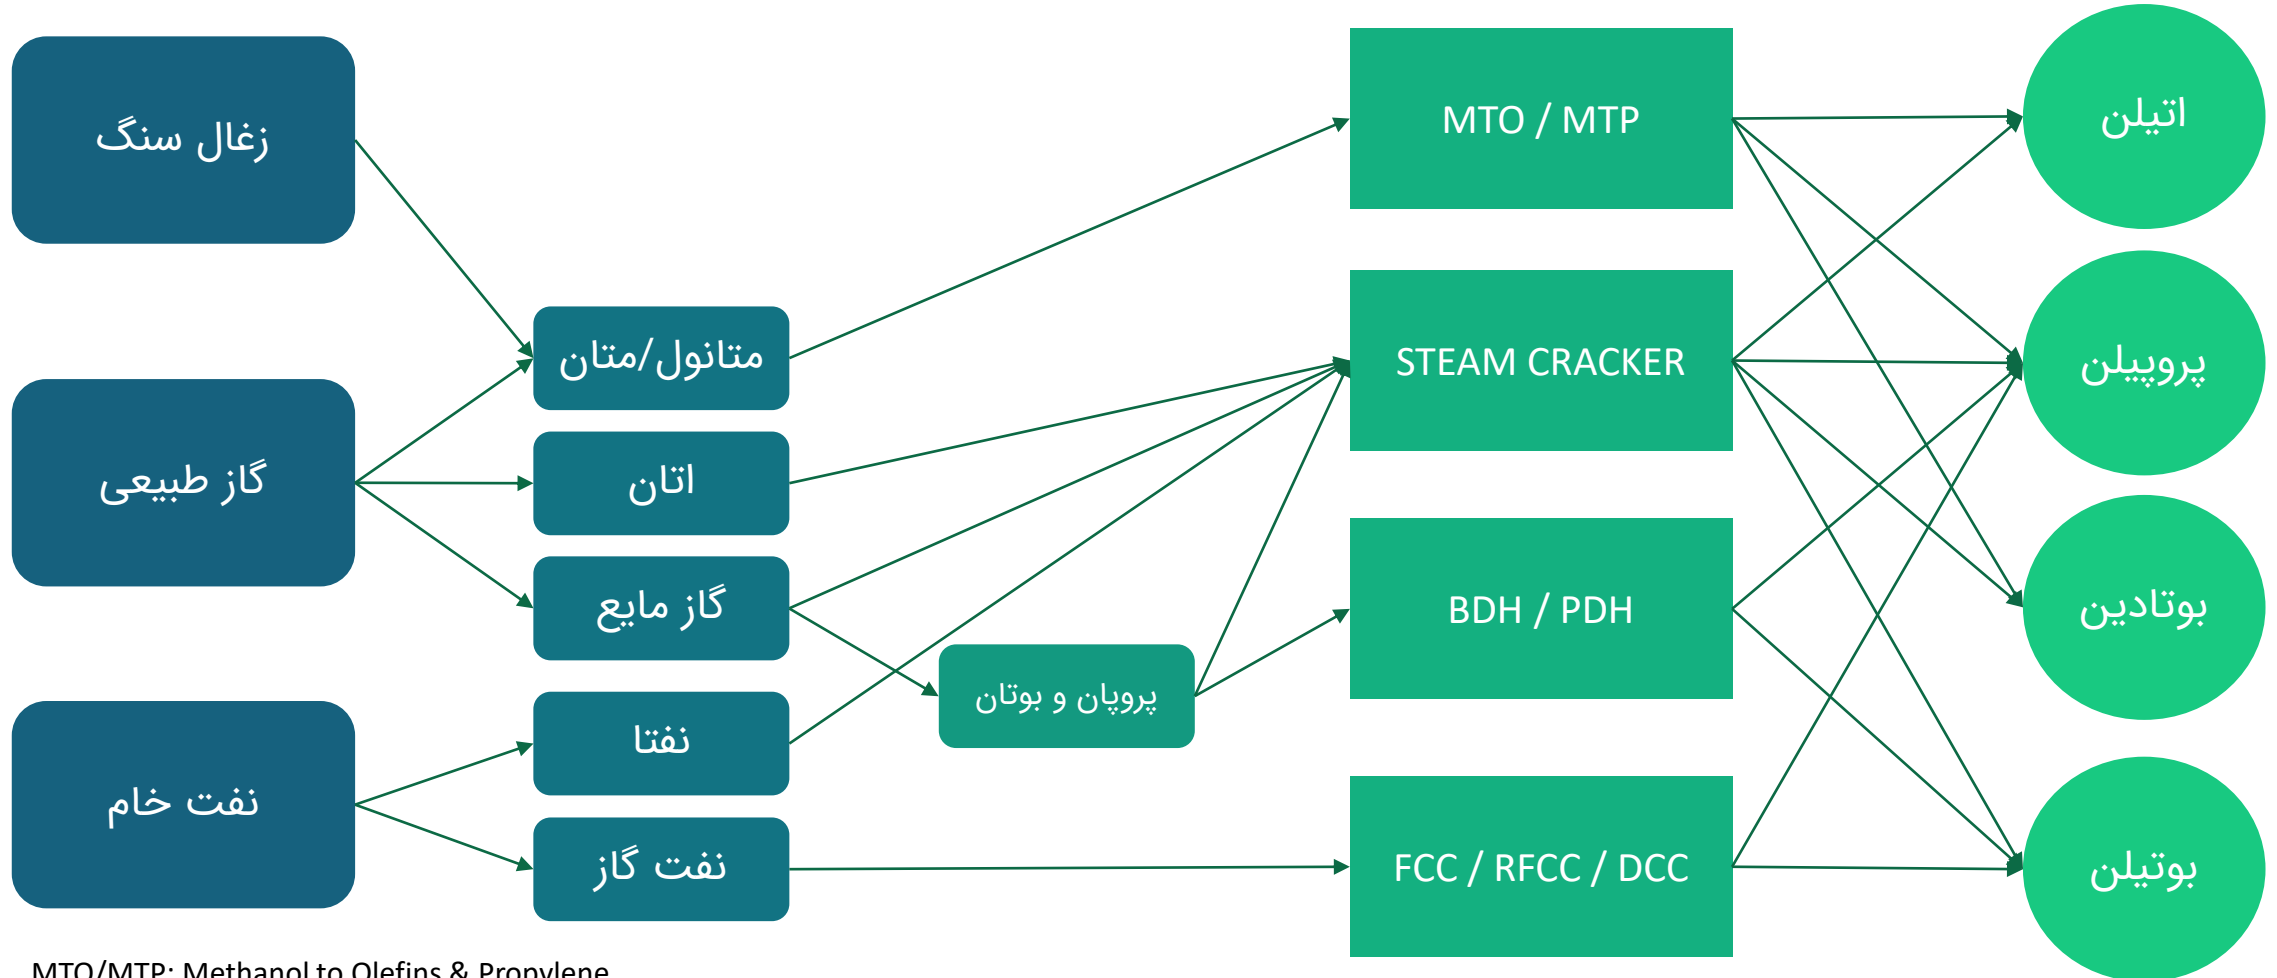 زغال سنگ
گاز طبیعی
نفت خام
متانول/متان
اتان
گاز مایع
نفتا
نفت گاز
پروپان و بوتان
MTO / MTP
STEAM CRACKER
BDH / PDH
FCC / RFCC / DCC
اتیلن
پروپیلن
بوتادین
بوتیلن
MTO/MTP: Methanol to Olefins & Propylene